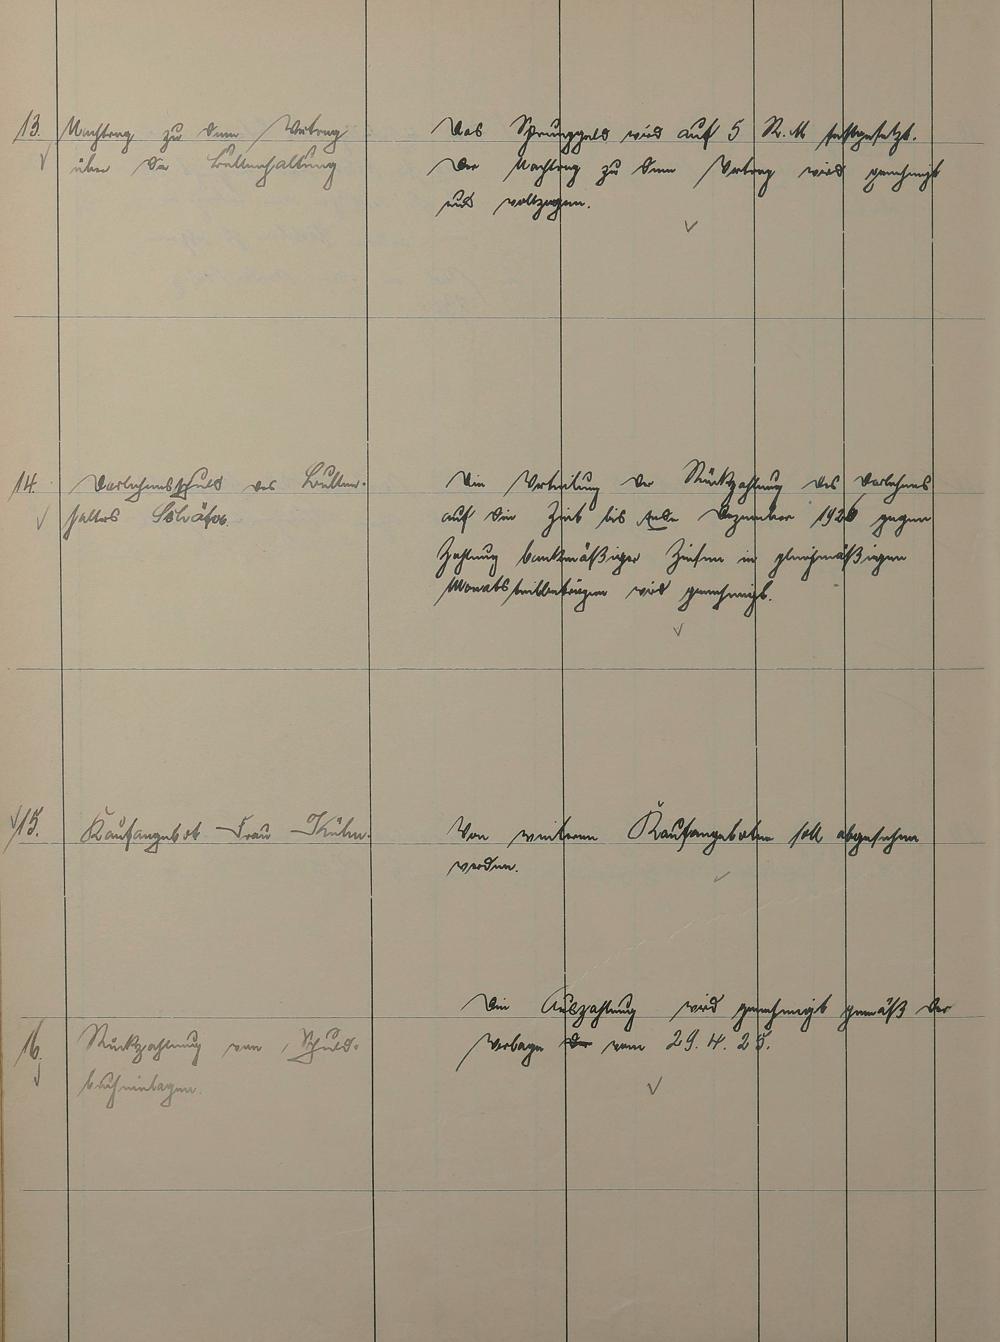 13. Nachtrag zu dem Vertrag
über die Bullenhaltung
Das Sprunggeld wird auf 5 R.M festgesetzt.
Der Nachtrag zu dem Vertrag wird genehmigt
und vollzogen.
14. Darlehensschuld des Bullen-
halters
Die Verteilung der Rückzahlung des Darlehens
auf die Zeit bis Ende Dezember 1926 gegen
Zahlung bankmäßiger Zinsen in gleichmäßigen
Monatsteilbeträgen wird genehmigt.
15. Kaufangebot Frau Kühn.
Von weiteren Kaufangeboten soll abgesehen
werden.
16. Rückzahlung von Schuld-
bucheinlagen.
Die Auszahlung wird genehmigt gemäß der
Vorlage vom 29.4.25.